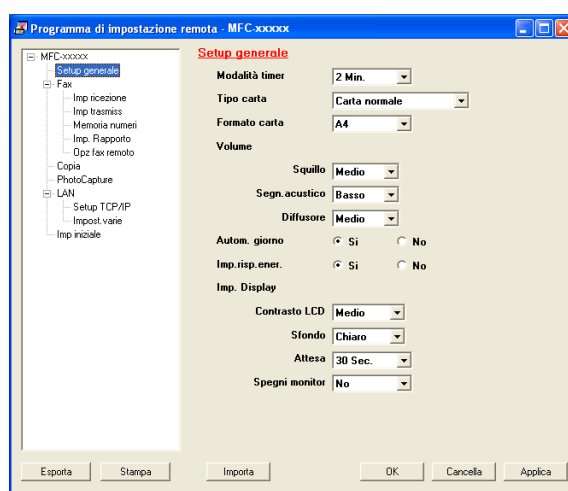 Programma di impostazione remota - MFC-xxxxx
MFC-xxxxx
Setup generale
Fax
Imp ricezione
Imp trasmiss
Memoria numeri
Imp. Rapporto
Opz fax remoto
Copia
PhotoCapture
LAN
Setup TCP/IP
Impost. varie
Imp iniziale
Setup generale
Modalità timer 2 Min.
Tipo carta Carta normale
Formato carta A4
Volume
Squillo Medio
Segn.acustico Basso
Diffusore Medio
Autom. giorno Si No
Imp.risp.ener. Si No
Imp. Display
Contrasto LCD Medio
Sfondo Chiaro
Attesa 30 Sec.
Spegni monitor No
Esporta Stampa Importa OK Cancella Applica